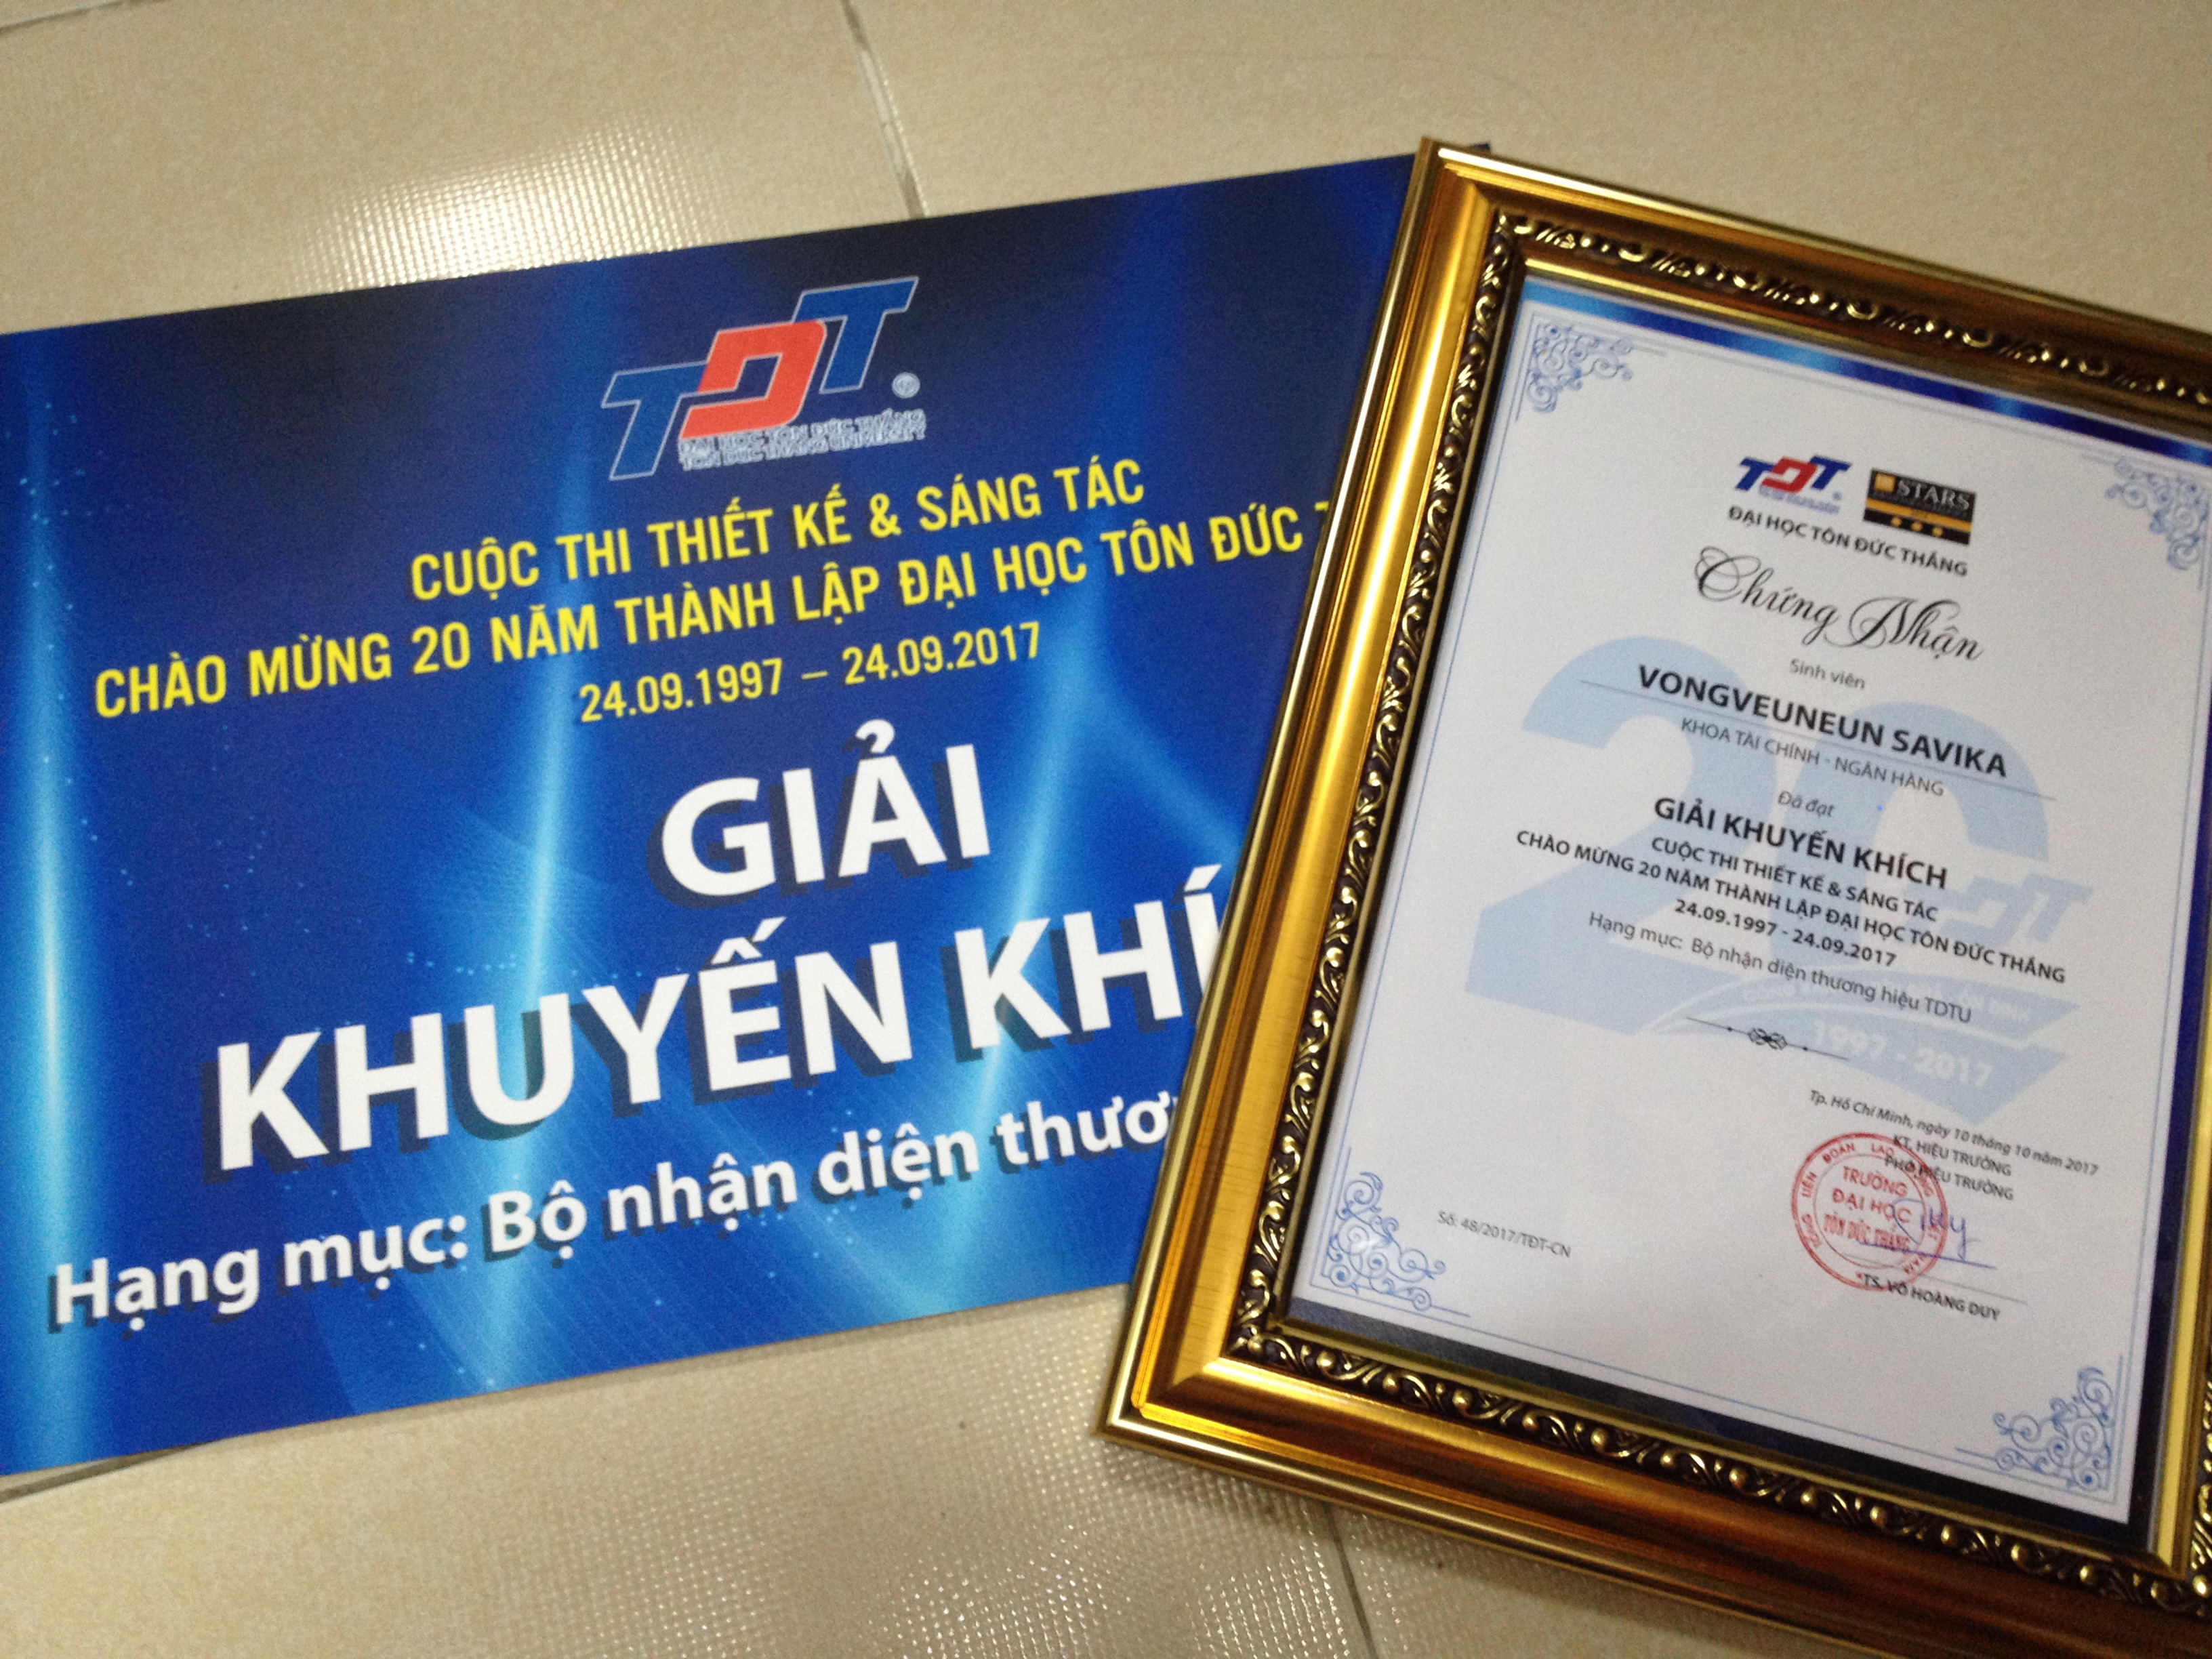 TDT
®
ĐẠI HỌC TÔN ĐỨC THẮNG
TON DUC THANG UNIVERSITY
CUỘC THI THIẾT KẾ & SÁNG TÁC
CHÀO MỪNG 20 NĂM THÀNH LẬP ĐẠI HỌC TÔN ĐỨC
24.09.1997 – 24.09.2017
GIẢI
KHUYẾN KHÍ
Hạng mục: Bộ nhận diện thươ
TDT
STARS
ĐẠI HỌC TÔN ĐỨC THẮNG
Chứng Nhận
Sinh viên
VONGVEUNEUN SAVIKA
KHOA TÀI CHÍNH - NGÂN HÀNG
Đã đạt
GIẢI KHUYẾN KHÍCH
CUỘC THI THIẾT KẾ & SÁNG TÁC
CHÀO MỪNG 20 NĂM THÀNH LẬP ĐẠI HỌC TÔN ĐỨC THẮNG
24.09.1997 - 24.09.2017
Hạng mục: Bộ nhận diện thương hiệu TDTU
20
TDT
1997 - 2017
Tp. Hồ Chí Minh, ngày 10 tháng 10 năm 2017
KT. HIỆU TRƯỞNG
PHÓ HIỆU TRƯỞNG
TRƯỜNG
ĐẠI HỌC
TÔN ĐỨC THẮNG
Số: 48/2017/TĐT-CN
TS. VÕ HOÀNG DUY